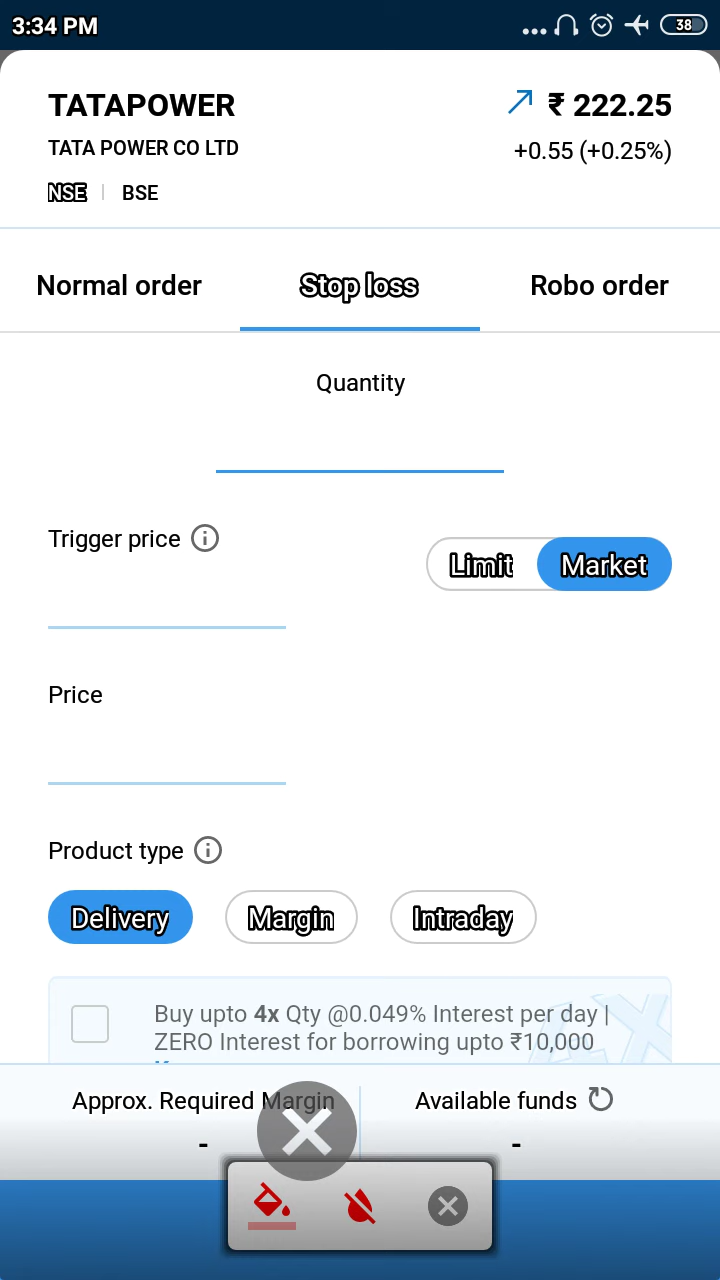 3:34 PM
38
TATAPOWER
₹ 222.25
TATA POWER CO LTD
+0.55 (+0.25%)
NSE
BSE
Normal order
Stop loss
Robo order
Quantity
Trigger price
Limit
Market
Price
Product type
Delivery
Margin
Intraday
4X
Buy upto 4x Qty @0.049% Interest per day |
ZERO Interest for borrowing upto ₹10,000
Approx. Required Margin
Available funds
-
-